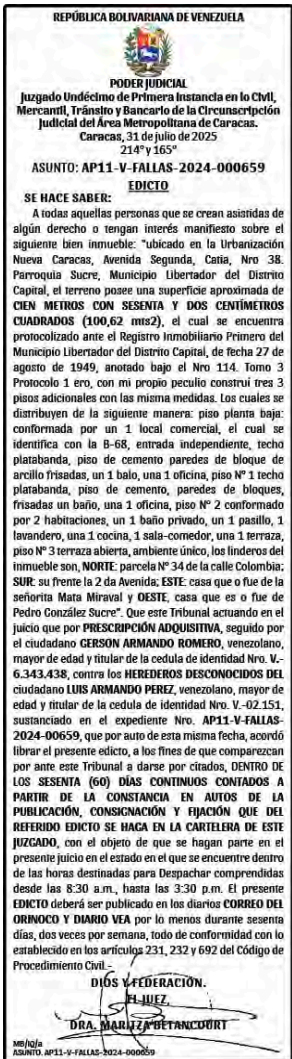 REPÚBLICA BOLIVARIANA DE VENEZUELA
PODER JUDICIAL
Juzgado Undécimo de Primera Instancia en lo Civil,
Mercantil, Tránsito y Bancario de la Circunscripción
Judicial del Área Metropolitana de Caracas.
Caracas, 31 de julio de 2025
214° y 165°
ASUNTO: AP11-V-FALLAS-2024-000659
EDICTO
SE HACE SABER:
A todas aquellas personas que se crean asistidas de
algún derecho o tengan interés manifiesto sobre el
siguiente bien inmueble: "ubicado en la Urbanización
Nueva Caracas, Avenida Segunda, Catia, Nro 38.
Parroquia Sucre, Municipio Libertador del Distrito
Capital, el terreno posee una superficie aproximada de
CIEN METROS CON SESENTA Y DOS CENTÍMETROS
CUADRADOS (100,62 mts2), el cual se encuentra
protocolizado ante el Registro Inmobiliario Primero del
Municipio Libertador del Distrito Capital, de fecha 27 de
agosto de 1949, anotado bajo el Nro 114. Tomo 3
Protocolo 1 ero, con mi propio peculio construí tres 3
pisos adicionales con las misma medidas. Los cuales se
distribuyen de la siguiente manera: piso planta baja:
conformada por un 1 local comercial, el cual se
identifica con la B-68, entrada independiente, techo
platabanda, piso de cemento paredes de bloque de
arcillo frisadas, un balo, una 1 oficina, piso N° 1 techo
platabanda, piso de cemento, paredes de bloques,
frisadas un baño, una 1 oficina, piso N° 2 conformado
por 2 habitaciones, un 1 baño privado, un 1 pasillo, 1
lavandero, una 1 cocina, 1 sala-comedor, una 1 terraza,
piso N° 3 terraza abierta, ambiente único, los linderos del
inmueble son, NORTE: parcela N° 34 de la calle Colombia;
SUR: su frente la 2 da Avenida; ESTE: casa que o fue de la
señorita Mata Miraval y OESTE, casa que es o fue de
Pedro González Sucre". Que este Tribunal actuando en el
juicio que por PRESCRIPCIÓN ADQUISITIVA, seguido por
el ciudadano GERSON ARMANDO ROMERO, venezolano,
mayor de edad y titular de la cedula de identidad Nro. V.-
6.343.438, contra los HEREDEROS DESCONOCIDOS DEL
ciudadano LUIS ARMANDO PEREZ, venezolano, mayor de
edad y titular de la cedula de identidad Nro. V.-02.151,
sustanciado en el expediente Nro. AP11-V-FALLAS-
2024-00659, que por auto de esta misma fecha, acordó
librar el presente edicto, a los fines de que comparezcan
por ante este Tribunal a darse por citados, DENTRO DE
LOS SESENTA (60) DÍAS CONTINUOS CONTADOS A
PARTIR DE LA CONSTANCIA EN AUTOS DE LA
PUBLICACIÓN, CONSIGNACIÓN Y FIJACIÓN QUE DEL
REFERIDO EDICTO SE HAGA EN LA CARTELERA DE ESTE
JUZGADO, con el objeto de que se hagan parte en el
presente juicio en el estado en el que se encuentre dentro
de las horas destinadas para Despachar comprendidas
desde las 8:30 a.m., hasta las 3:30 p.m. El presente
EDICTO deberá ser publicado en los diarios CORREO DEL
ORINOCO Y DIARIO VEA por lo menos durante sesenta
días, dos veces por semana, todo de conformidad con lo
establecido en los artículos 231, 232 y 692 del Código de
Procedimiento Civil.-
DIOS Y FEDERACIÓN.
EL JUEZ,
DRA. MARITZA BETANCOURT
MB/IQ/a
ASUNTO: AP11-V-FALLAS-2024-000659